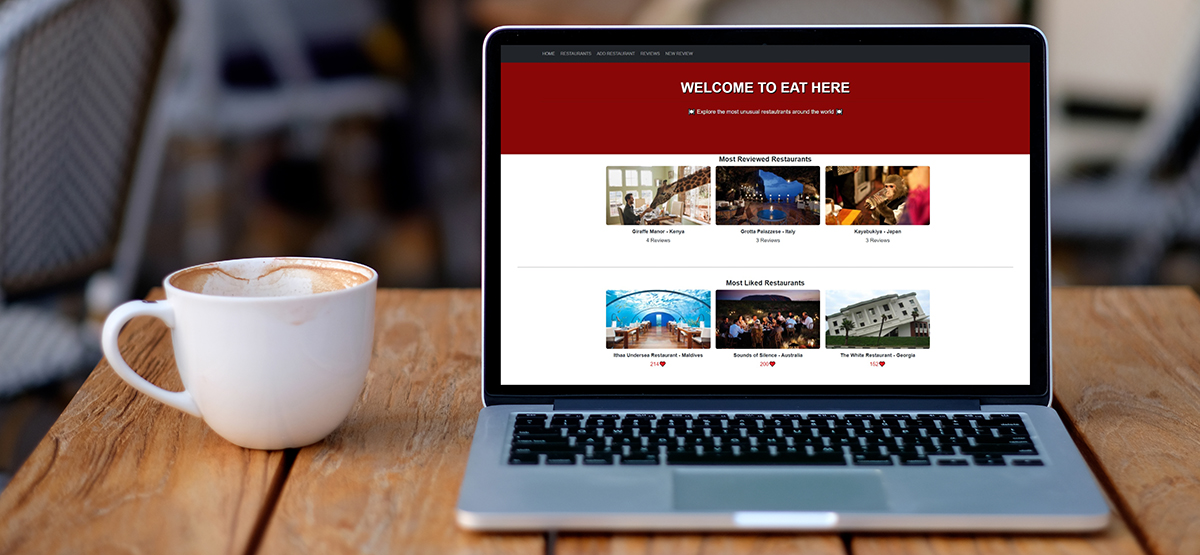 HOME RESTAURANTS ADD RESTAURANT REVIEWS NEW REVIEW
WELCOME TO EAT HERE
Explore the most unusual restautrants around the world
Most Reviewed Restaurants
Giraffe Manor - Kenya Grotta Palazzese - Italy Kayabukiya - Japan
4 Reviews 3 Reviews 3 Reviews
Most Liked Restaurants
Ithaa Undersea Restaurant - Maldives Sounds of Silence - Australia The White Restaurant - Georgia
214 200 152